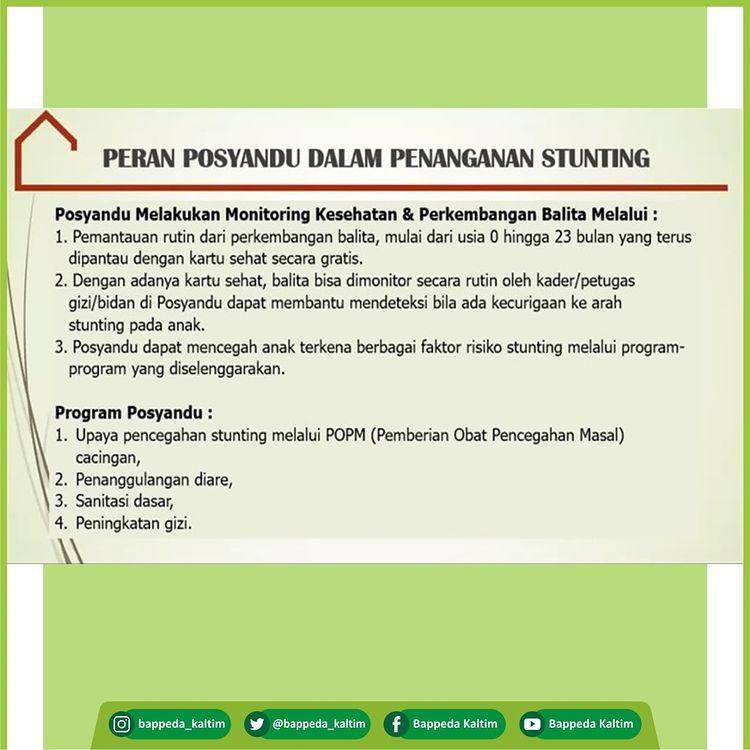 PERAN POSYANDU DALAM PENANGANAN STUNTING
Posyandu Melakukan Monitoring Kesehatan & Perkembangan Balita Melalui :
1. Pemantauan rutin dari perkembangan balita, mulai dari usia 0 hingga 23 bulan yang terus
dipantau dengan kartu sehat secara gratis.
2. Dengan adanya kartu sehat, balita bisa dimonitor secara rutin oleh kader/petugas
gizi/bidan di Posyandu dapat membantu mendeteksi bila ada kecurigaan ke arah
stunting pada anak.
3. Posyandu dapat mencegah anak terkena berbagai faktor risiko stunting melalui program-
program yang diselenggarakan.
Program Posyandu :
1. Upaya pencegahan stunting melalui POPM (Pemberian Obat Pencegahan Masal)
cacingan,
2. Penanggulangan diare,
3. Sanitasi dasar,
4. Peningkatan gizi.
bappeda_kaltim
@bappeda_kaltim
Bappeda Kaltim
Bappeda Kaltim